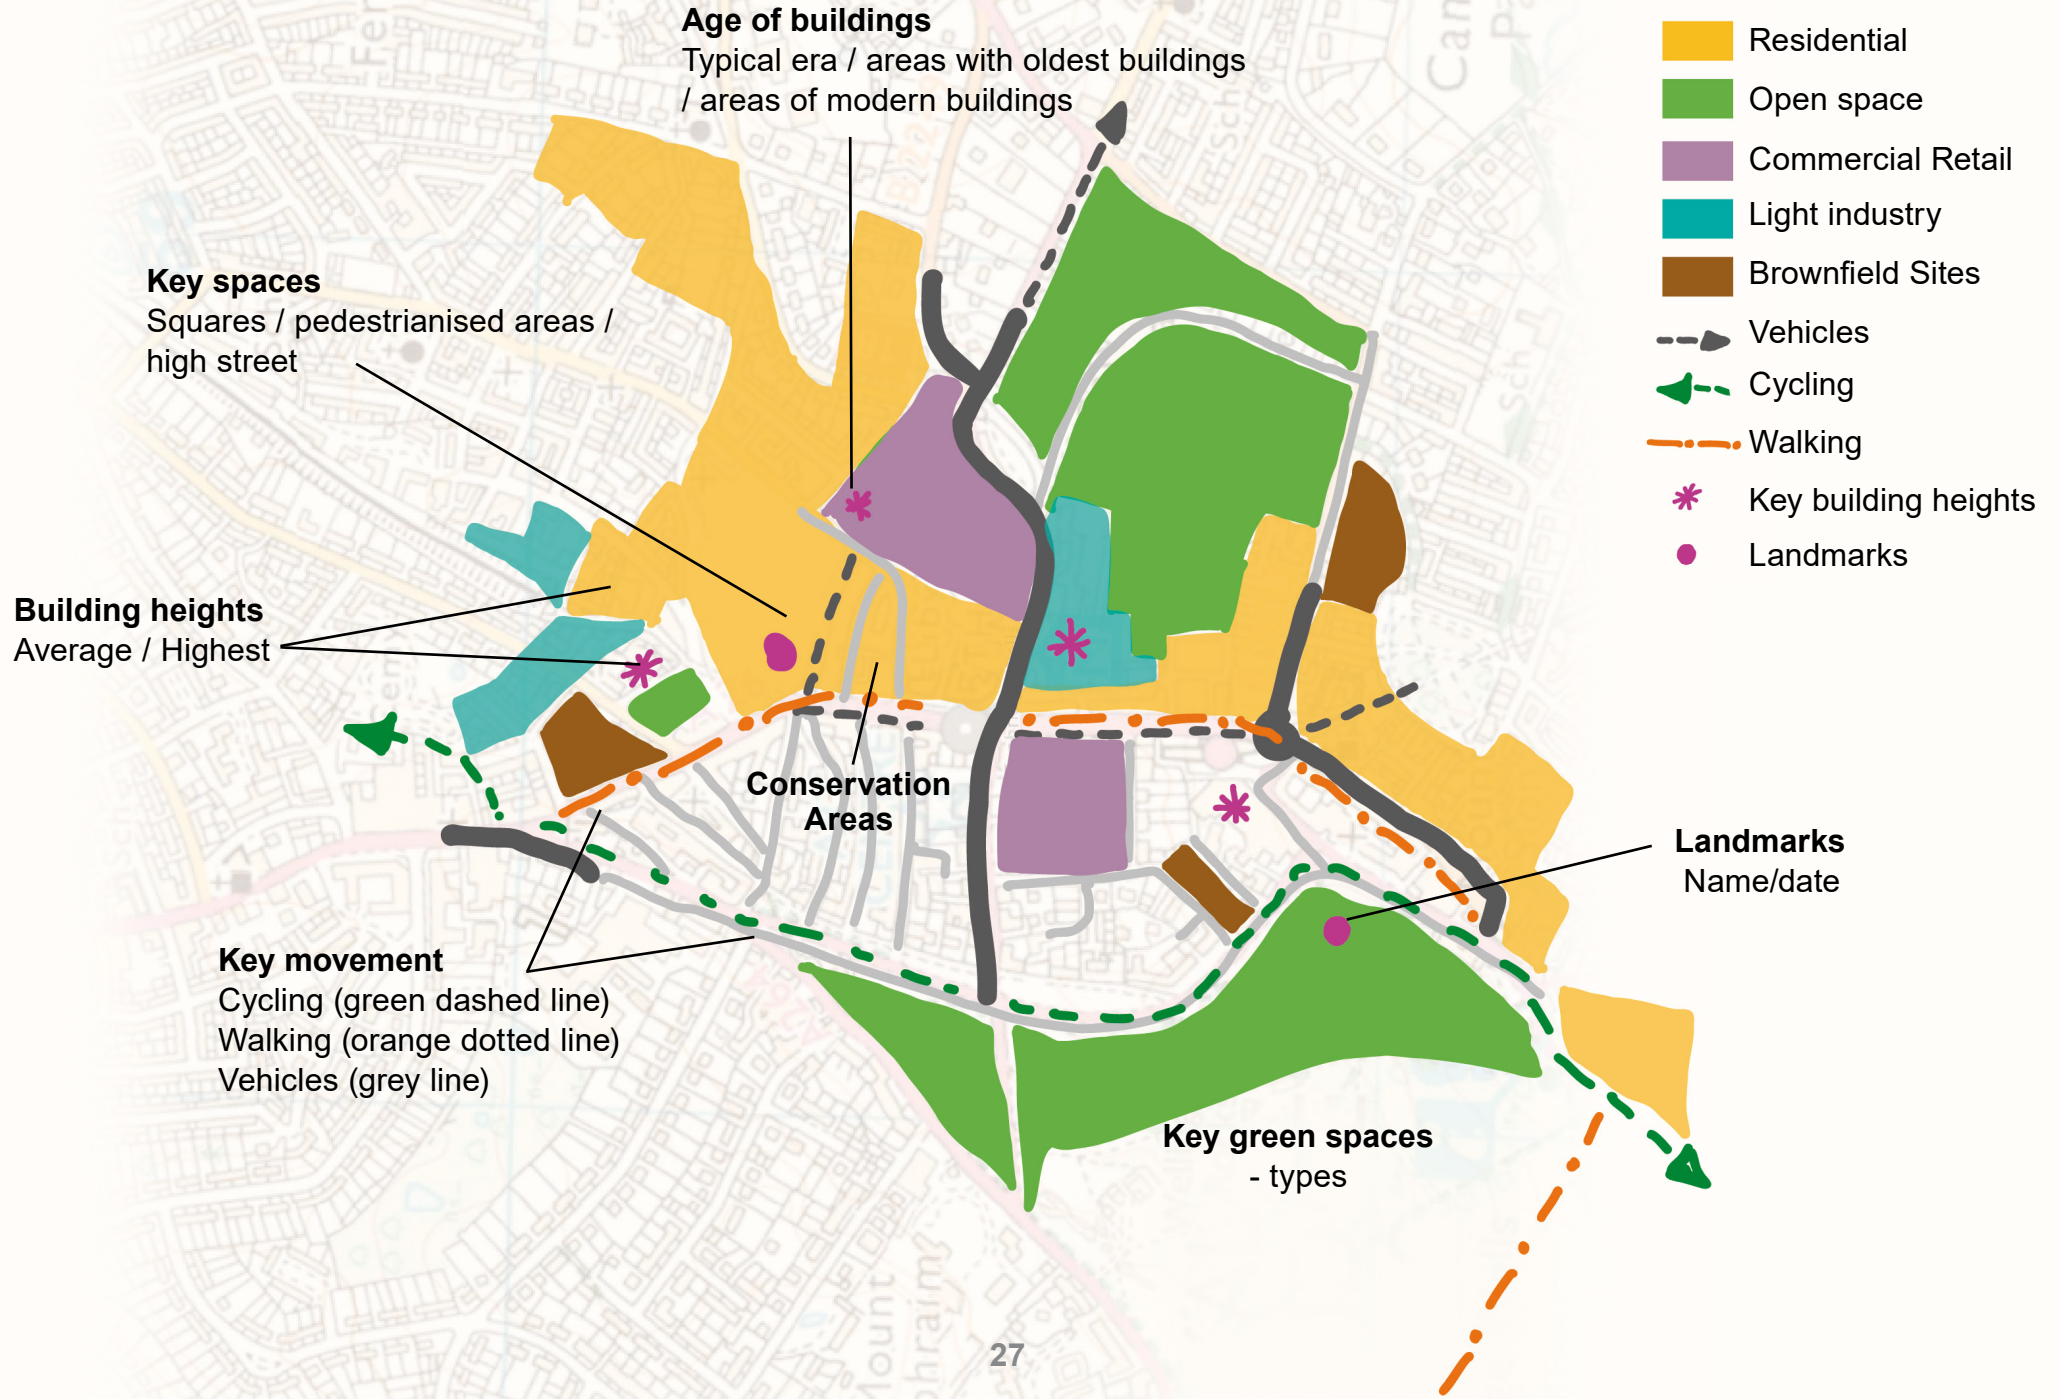 Age of buildings
Typical era / areas with oldest buildings
/ areas of modern buildings
Key spaces
Squares / pedestrianised areas /
high street
Building heights
Average / Highest
Conservation
Areas
Key movement
Cycling (green dashed line)
Walking (orange dotted line)
Vehicles (grey line)
Landmarks
Name/date
Key green spaces
- types
Residential
Open space
Commercial Retail
Light industry
Brownfield Sites
Vehicles
Cycling
Walking
Key building heights
Landmarks
Mount
27